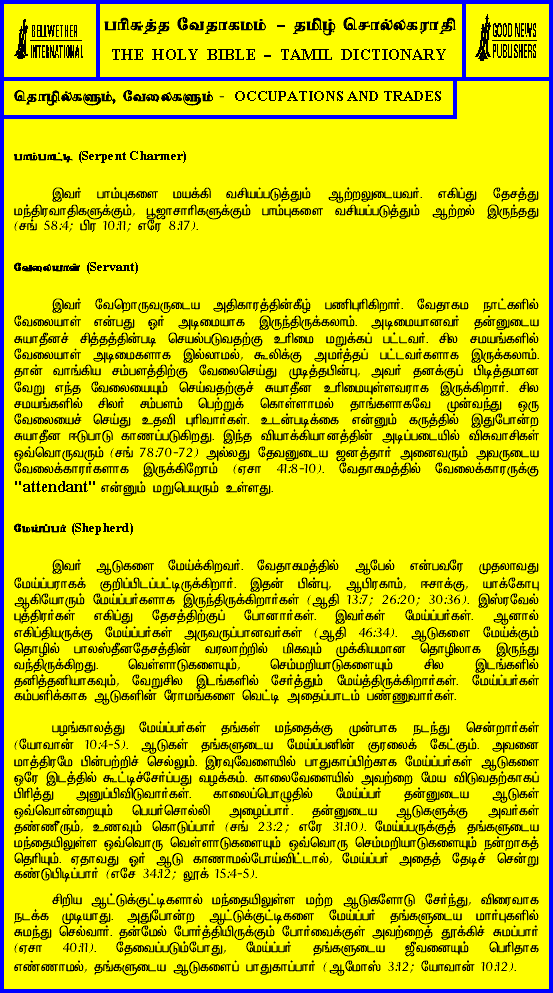 BELLWETHER
INTERNATIONAL
பரிசுத்த வேதாகமம் – தமிழ் சொல்லகராதி
THE HOLY BIBLE – TAMIL DICTIONARY
GOOD NEWS
PUBLISHERS
தொழில்களும், வேலைகளும் - OCCUPATIONS AND TRADES
பாம்பாட்டி (Serpent Charmer)
இவர் பாம்புகளை மயக்கி வசியப்படுத்தும் ஆற்றலுடையவர். எகிப்து தேசத்து
மந்திரவாதிகளுக்கும், பூஜாசாரிகளுக்கும் பாம்புகளை வசியப்படுத்தும் ஆற்றல் இருந்தது
(சங் 58:4; பிர 10:11; எரே 8:17).
வேலையாள் (Servant)
இவர் வேறொருவருடைய அதிகாரத்தின்கீழ் பணிபுரிகிறார். வேதாகம நாட்களில்
வேலையாள் என்பது ஓர் அடிமையாக இருந்திருக்கலாம். அடிமையானவர் தன்னுடைய
சுயாதீனச் சித்தத்தின்படி செயல்படுவதற்கு உரிமை மறுக்கப் பட்டவர். சில சமயங்களில்
வேலையாள் அடிமைகளாக இல்லாமல், கூலிக்கு அமர்த்தப் பட்டவர்களாக இருக்கலாம்.
தான் வாங்கிய சம்பளத்திற்கு வேலைசெய்து முடித்தபின்பு, அவர் தனக்குப் பிடித்தமான
வேறு எந்த வேலையையும் செய்வதற்குச் சுயாதீன உரிமையுள்ளவராக இருக்கிறார். சில
சமயங்களில் சிலர் சம்பளம் பெற்றுக் கொள்ளாமல் தாங்களாகவே முன்வந்து ஒரு
வேலையைச் செய்து உதவி புரிவார்கள். உடன்படிக்கை என்னும் கருத்தில் இதுபோன்ற
சுயாதீன ஈடுபாடு காணப்படுகிறது. இந்த வியாக்கியானத்தின் அடிப்படையில் விசுவாசிகள்
ஒவ்வொருவரும் (சங் 78:70-72) அல்லது தேவனுடைய ஜனத்தார் அனைவரும் அவருடைய
வேலைக்காரர்களாக இருக்கிறோம் (ஏசா 41:8-10). வேதாகமத்தில் வேலைக்காரருக்கு
"attendant" என்னும் மறுபெயரும் உள்ளது.
மேய்ப்பர் (Shepherd)
இவர் ஆடுகளை மேய்க்கிறவர். வேதாகமத்தில் ஆபேல் என்பவரே முதலாவது
மேய்ப்பராகக் குறிப்பிடப்பட்டிருக்கிறார். இதன் பின்பு, ஆபிரகாம், ஈசாக்கு, யாக்கோபு
ஆகியோரும் மேய்ப்பர்களாக இருந்திருக்கிறார்கள் (ஆதி 13:7; 26:20; 30:36). இஸ்ரவேல்
புத்திரர்கள் எகிப்து தேசத்திற்குப் போனார்கள். இவர்கள் மேய்ப்பர்கள். ஆனால்
எகிப்தியருக்கு மேய்ப்பர்கள் அருவருப்பானவர்கள் (ஆதி 46:34). ஆடுகளை மேய்க்கும்
தொழில் பாலஸ்தீனதேசத்தின் வரலாற்றில் மிகவும் முக்கியமான தொழிலாக இருந்து
வந்திருக்கிறது. வெள்ளாடுகளையும், செம்மறியாடுகளையும் சில இடங்களில்
தனித்தனியாகவும், வேறுசில இடங்களில் சேர்த்தும் மேய்த்திருக்கிறார்கள். மேய்ப்பர்கள்
கம்பளிக்காக ஆடுகளின் ரோமங்களை வெட்டி அதைப்பாடம் பண்ணுவார்கள்.
பழங்காலத்து மேய்ப்பர்கள் தங்கள் மந்தைக்கு முன்பாக நடந்து சென்றார்கள்
(யோவான் 10:4-5). ஆடுகள் தங்களுடைய மேய்ப்பனின் குரலைக் கேட்கும். அவனை
மாத்திரமே பின்பற்றிச் செல்லும். இரவுவேளையில் பாதுகாப்பிற்காக மேய்ப்பர்கள் ஆடுகளை
ஒரே இடத்தில் கூட்டிச்சேர்ப்பது வழக்கம். காலைவேளையில் அவற்றை மேய விடுவதற்காகப்
பிரித்து அனுப்பிவிடுவார்கள். காலைப்பொழுதில் மேய்ப்பர் தன்னுடைய ஆடுகள்
ஒவ்வொன்றையும் பெயர்சொல்லி அழைப்பார். தன்னுடைய ஆடுகளுக்கு அவர்கள்
தண்ணீரும், உணவும் கொடுப்பார் (சங் 23:2; எரே 31:10). மேய்ப்பருக்குத் தங்களுடைய
மந்தையிலுள்ள ஒவ்வொரு வெள்ளாடுகளையும் ஒவ்வொரு செம்மறியாடுகளையும் நன்றாகத்
தெரியும். ஏதாவது ஓர் ஆடு காணாமல்போய்விட்டால், மேய்ப்பர் அதைத் தேடிச் சென்று
கண்டுபிடிப்பார் (எசே 34:12; லூக் 15:4-5).
சிறிய ஆட்டுக்குட்டிகளால் மந்தையிலுள்ள மற்ற ஆடுகளோடு சேர்ந்து, விரைவாக
நடக்க முடியாது. அதுபோன்ற ஆட்டுக்குட்டிகளை மேய்ப்பர் தங்களுடைய மார்புகளில்
சுமந்து செல்வார். தன்மேல் போர்த்தியிருக்கும் போர்வைக்குள் அவற்றைத் தூக்கிச் சுமப்பார்
(ஏசா 40:11). தேவைப்படும்போது, மேய்ப்பர் தங்களுடைய ஜீவனையும் பெரிதாக
எண்ணாமல், தங்களுடைய ஆடுகளைப் பாதுகாப்பார் (ஆமோஸ் 3:12; யோவான் 10:12).